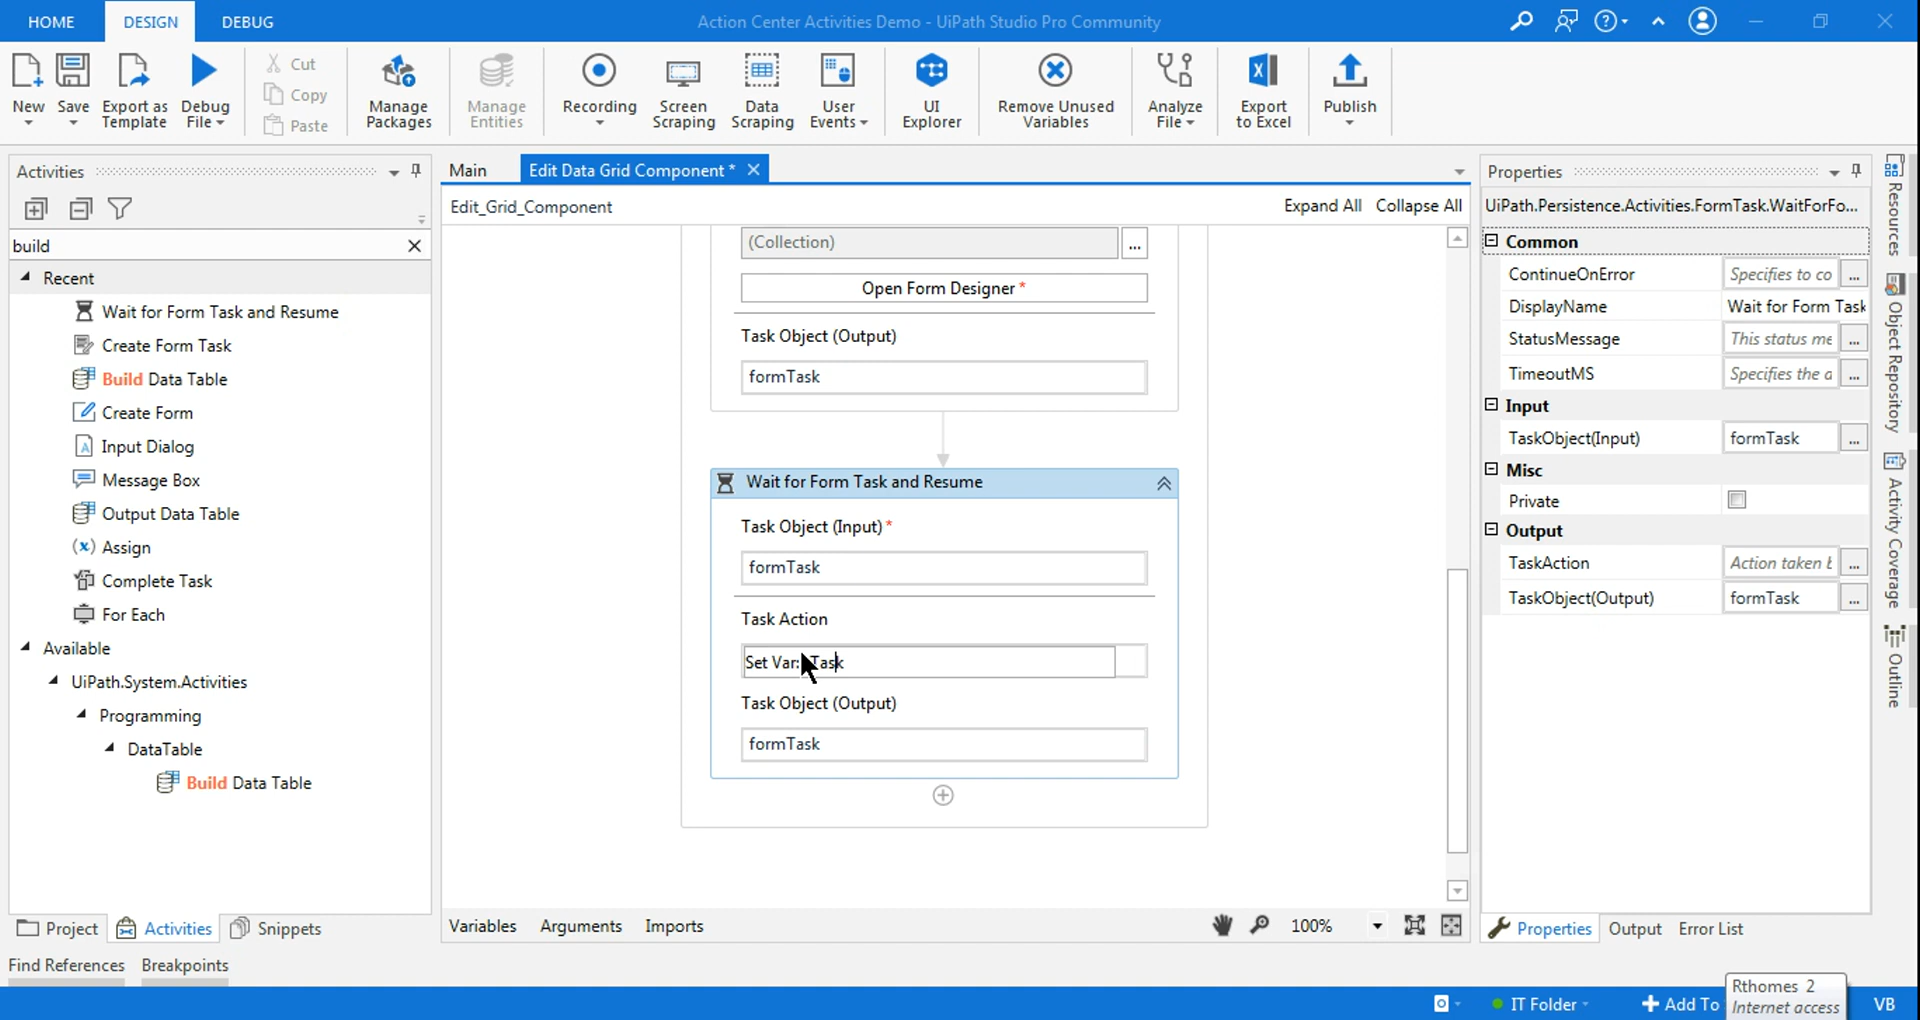 HOME
DESIGN
DEBUG
Action Center Activities Demo - UiPath Studio Pro Community
New
Save
Export as
Template
Debug
File
Cut
Copy
Paste
Manage
Packages
Manage
Entities
Recording
Screen
Scraping
Data
Scraping
User
Events
UI
Explorer
Remove Unused
Variables
Analyze
File
Export
to Excel
Publish
Activities
build
Recent
Wait for Form Task and Resume
Create Form Task
Build Data Table
Create Form
Input Dialog
Message Box
Output Data Table
Assign
Complete Task
For Each
Available
UiPath.System.Activities
Programming
DataTable
Build Data Table
Project
Activities
Snippets
Main
Edit Data Grid Component *
Edit_Grid_Component
Expand All
Collapse All
(Collection)
...
Open Form Designer *
Task Object (Output)
formTask
Wait for Form Task and Resume
Task Object (Input) *
formTask
Task Action
Set Var: Task
Task Object (Output)
formTask
Variables
Arguments
Imports
100%
Properties
UiPath.Persistence.Activities.FormTask.WaitForFo...
Common
ContinueOnError
Specifies to co
...
DisplayName
Wait for Form Task
StatusMessage
This status me
...
TimeoutMS
Specifies the a
...
Input
TaskObject(Input)
formTask
...
Misc
Private
Output
TaskAction
Action taken b
...
TaskObject(Output)
formTask
...
Properties
Output
Error List
Resources
Object Repository
Activity Coverage
Outline
Find References
Breakpoints
IT Folder
Add To
Rthomes 2
Internet access
VB